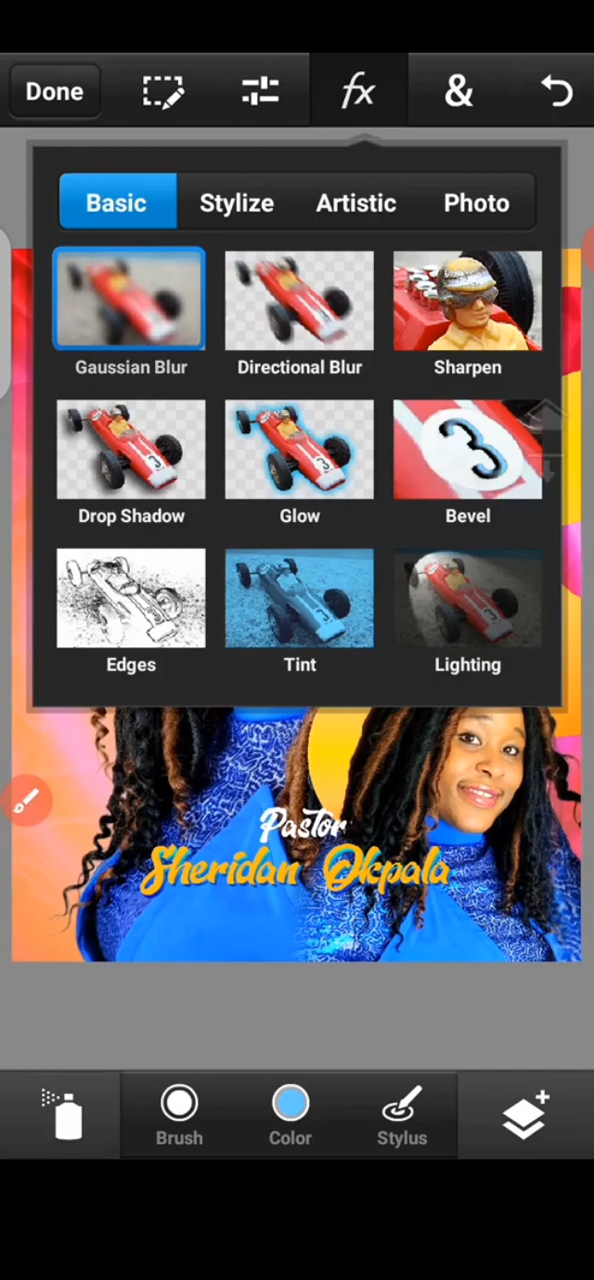 Done fx &
Basic Stylize Artistic Photo
Gaussian Blur Directional Blur Sharpen
Drop Shadow Glow Bevel
Edges Tint Lighting
Pastor
Sheridan Okpala
Brush Color Stylus